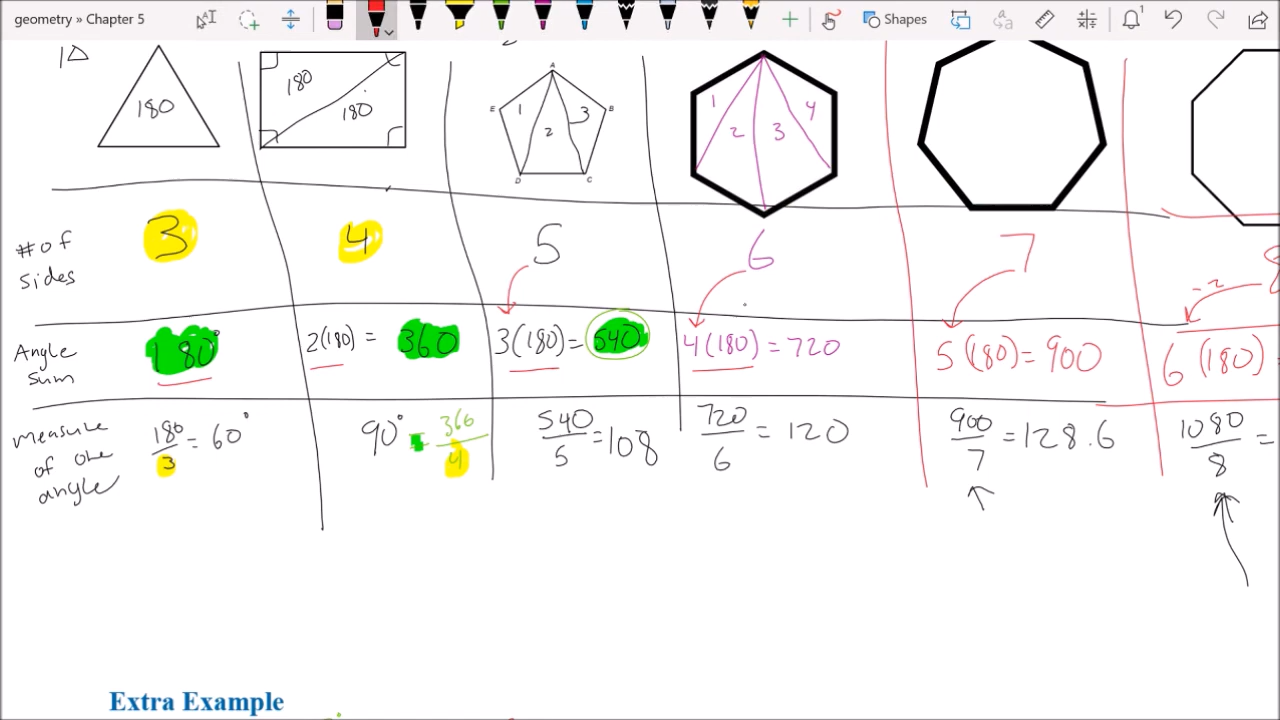 geometry » Chapter 5
Shapes
1△
180
180
180
A
E
B
D
C
1
2
3
1
2
3
4
# of sides
3
4
5
6
7
-2
8
Angle sum
180°
2(180) = 360
3(180) = 540
4(180) = 720
5(180) = 900
6(180)
measure of one angle
180/3 = 60°
90° = 360/4
540/5 = 108
720/6 = 120
900/7 = 128.6
1080/8 =
Extra Example